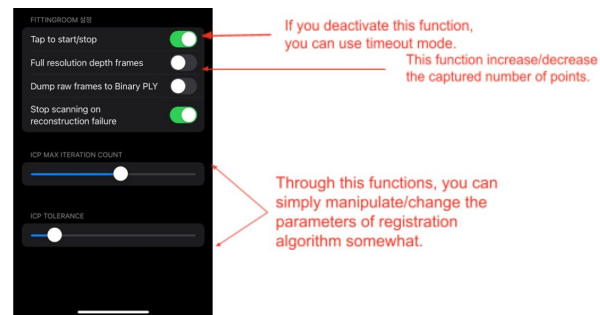 FITTINGROOM 설정
Tap to start/stop
Full resolution depth frames
Dump raw frames to Binary PLY
Stop scanning on
reconstruction failure
ICP MAX ITERATION COUNT
ICP TOLERANCE
If you deactivate this function,
you can use timeout mode.
This function increase/decrease
the captured number of points.
Through this functions, you can
simply manipulate/change the
parameters of registration
algorithm somewhat.